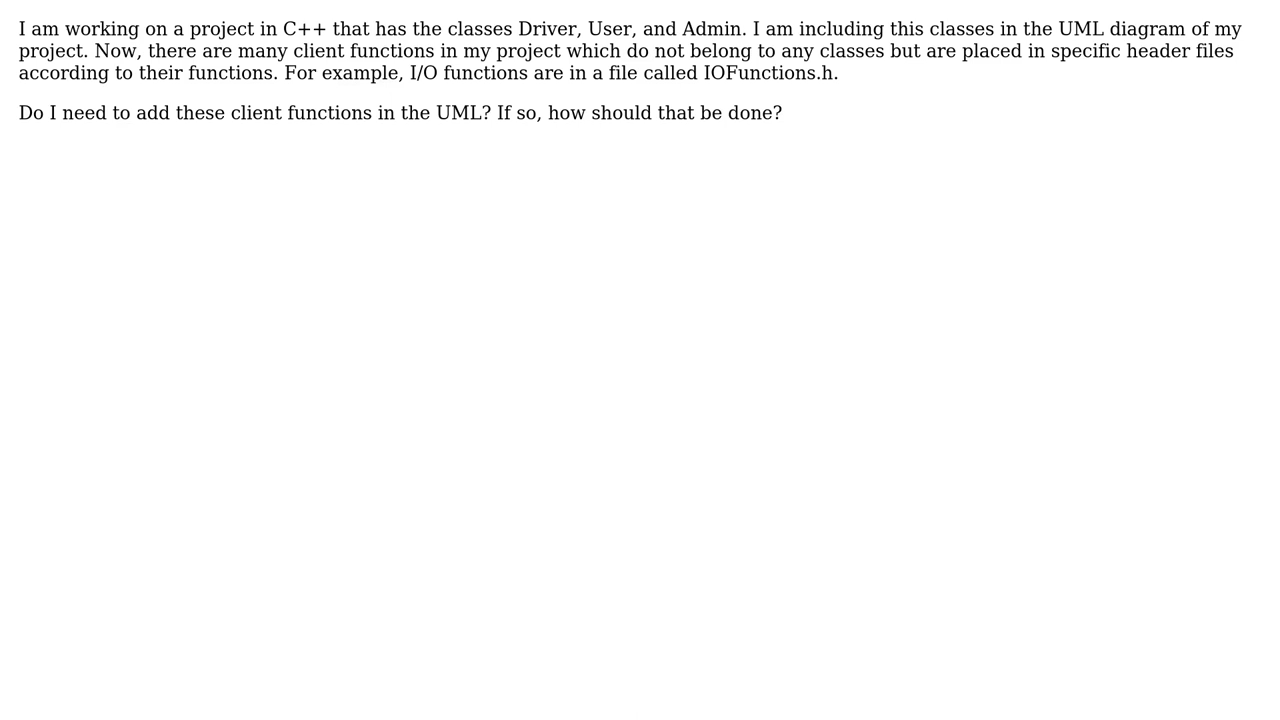 I am working on a project in C++ that has the classes Driver, User, and Admin. I am including this classes in the UML diagram of my
project. Now, there are many client functions in my project which do not belong to any classes but are placed in specific header files
according to their functions. For example, I/O functions are in a file called IOFunctions.h.
Do I need to add these client functions in the UML? If so, how should that be done?